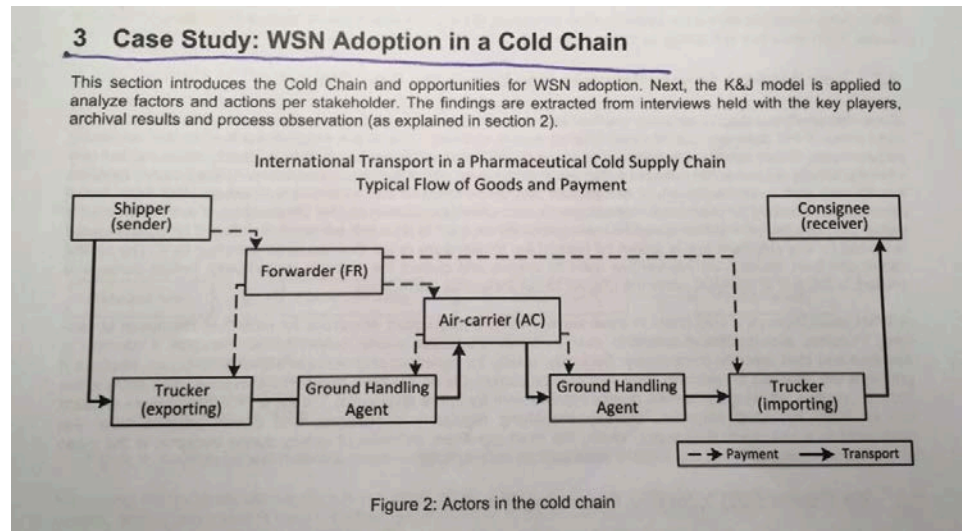 3 Case Study: WSN Adoption in a Cold Chain
This section introduces the Cold Chain and opportunities for WSN adoption. Next, the K&J model is applied to
analyze factors and actions per stakeholder. The findings are extracted from interviews held with the key players,
archival results and process observation (as explained in section 2).
International Transport in a Pharmaceutical Cold Supply Chain
Typical Flow of Goods and Payment
Shipper
(sender)
Consignee
(receiver)
Forwarder (FR)
Air-carrier (AC)
Trucker
(exporting)
Ground Handling
Agent
Ground Handling
Agent
Trucker
(importing)
Payment
Transport
Figure 2: Actors in the cold chain